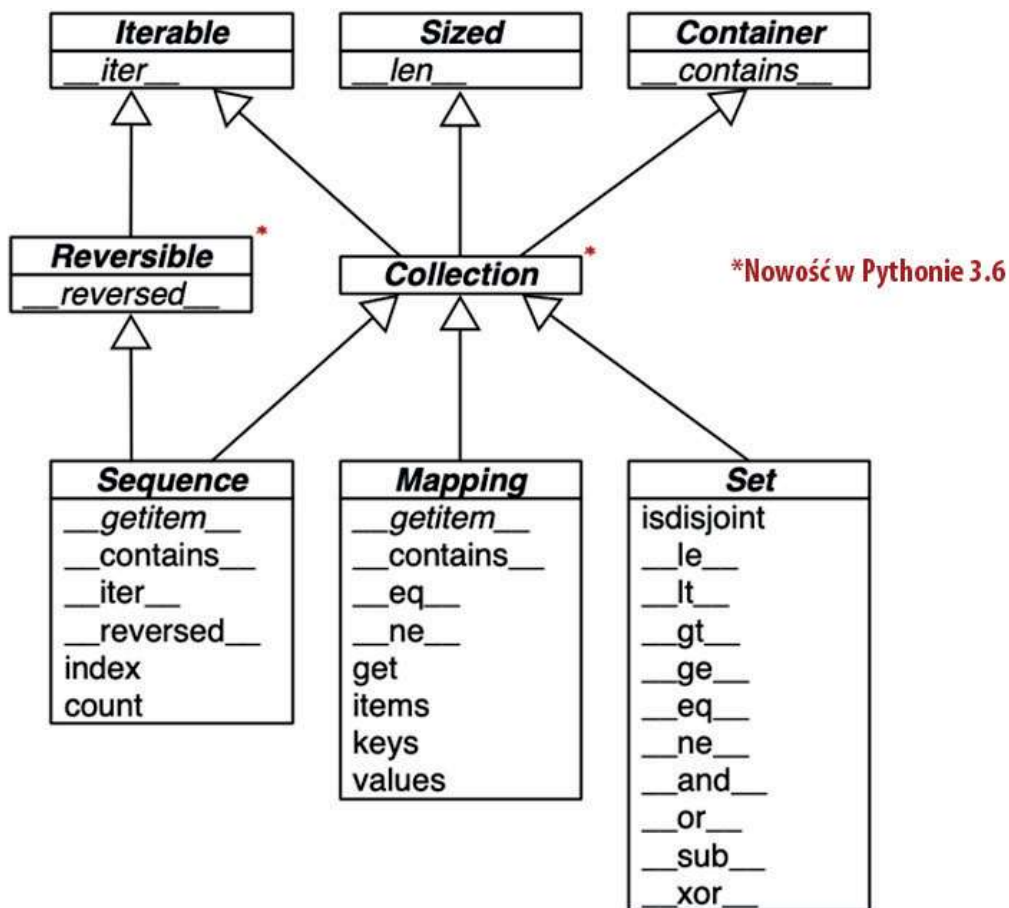 Iterable
__iter__
Sized
__len__
Container
__contains__
Reversible
*
__reversed__
Collection
*
*Nowość w Pythonie 3.6
Sequence
__getitem__
__contains__
__iter__
__reversed__
index
count
Mapping
__getitem__
__contains__
__eq__
__ne__
get
items
keys
values
Set
isdisjoint
__le__
__lt__
__gt__
__ge__
__eq__
__ne__
__and__
__or__
__sub__
__xor__